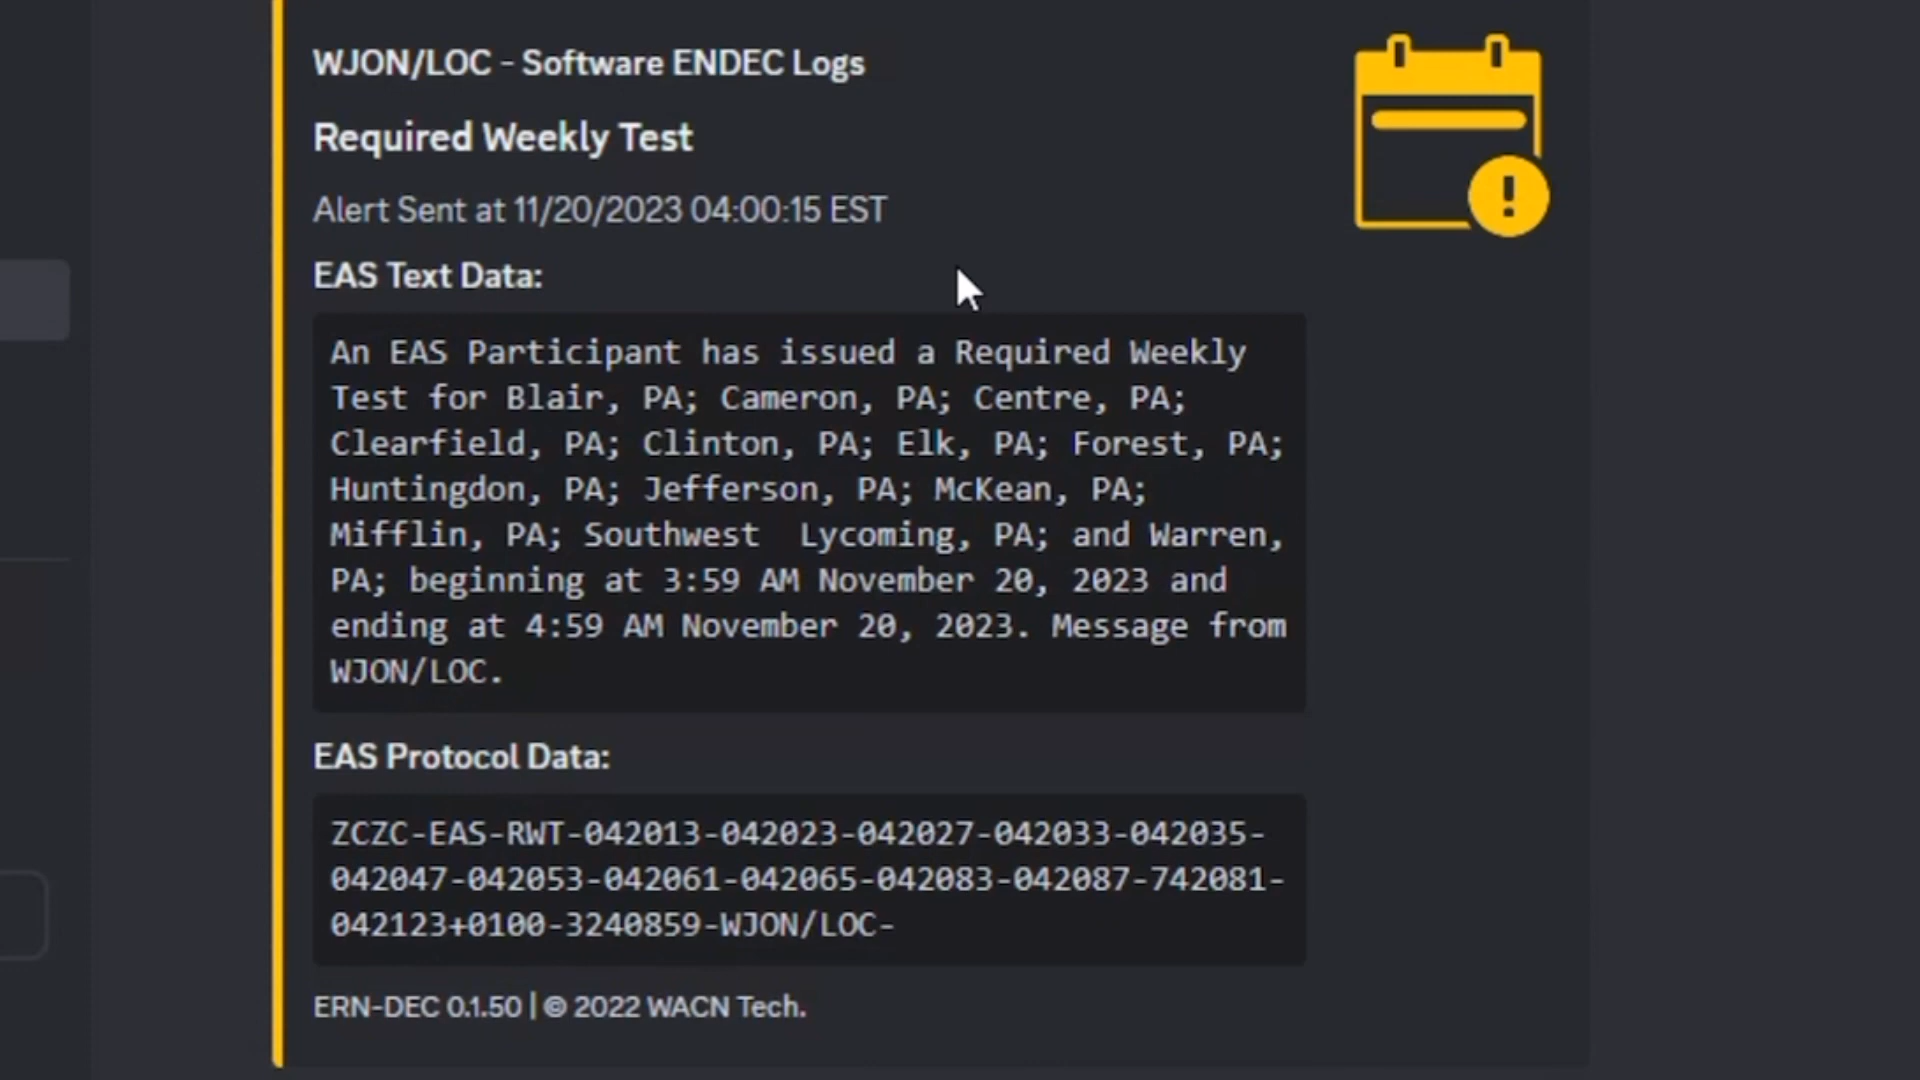 WJON/LOC - Software ENDEC Logs
Required Weekly Test
Alert Sent at 11/20/2023 04:00:15 EST
EAS Text Data:
An EAS Participant has issued a Required Weekly
Test for Blair, PA; Cameron, PA; Centre, PA;
Clearfield, PA; Clinton, PA; Elk, PA; Forest, PA;
Huntingdon, PA; Jefferson, PA; McKean, PA;
Mifflin, PA; Southwest  Lycoming, PA; and Warren,
PA; beginning at 3:59 AM November 20, 2023 and
ending at 4:59 AM November 20, 2023. Message from
WJON/LOC.
EAS Protocol Data:
ZCZC-EAS-RWT-042013-042023-042027-042033-042035-
042047-042053-042061-042065-042083-042087-742081-
042123+0100-3240859-WJON/LOC-
ERN-DEC 0.1.50 | © 2022 WACN Tech.